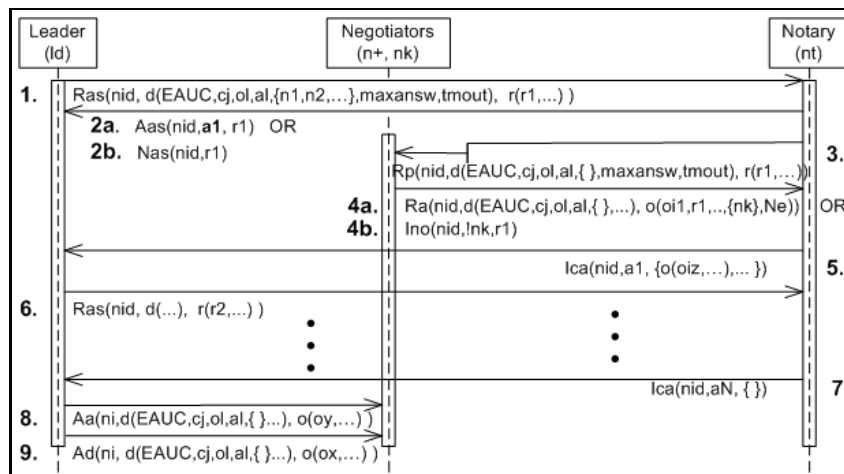 Leader
(ld)
Negotiators
(n+, nk)
Notary
(nt)
1. Ras(nid, d(EAUC,cj,ol,al,{n1,n2,...},maxansw,tmout), r(r1,...) )
2a. Aas(nid,a1, r1) OR
2b. Nas(nid,r1)
3.
Rp(nid,d(EAUC,cj,ol,al,{ },maxansw,tmout), r(r1,...))
4a. Ra(nid,d(EAUC,cj,ol,al,{ },...), o(oi1,r1,..,{nk},Ne)) OR
4b. Ino(nid,!nk,r1)
Ica(nid,a1, {o(oiz,...),... }) 5.
6. Ras(nid, d(...), r(r2,...) )
Ica(nid,aN, { }) 7
8. Aa(ni,d(EAUC,cj,ol,al,{ }...), o(oy,...) )
9. Ad(ni, d(EAUC,cj,ol,al,{ }...), o(ox,...) )